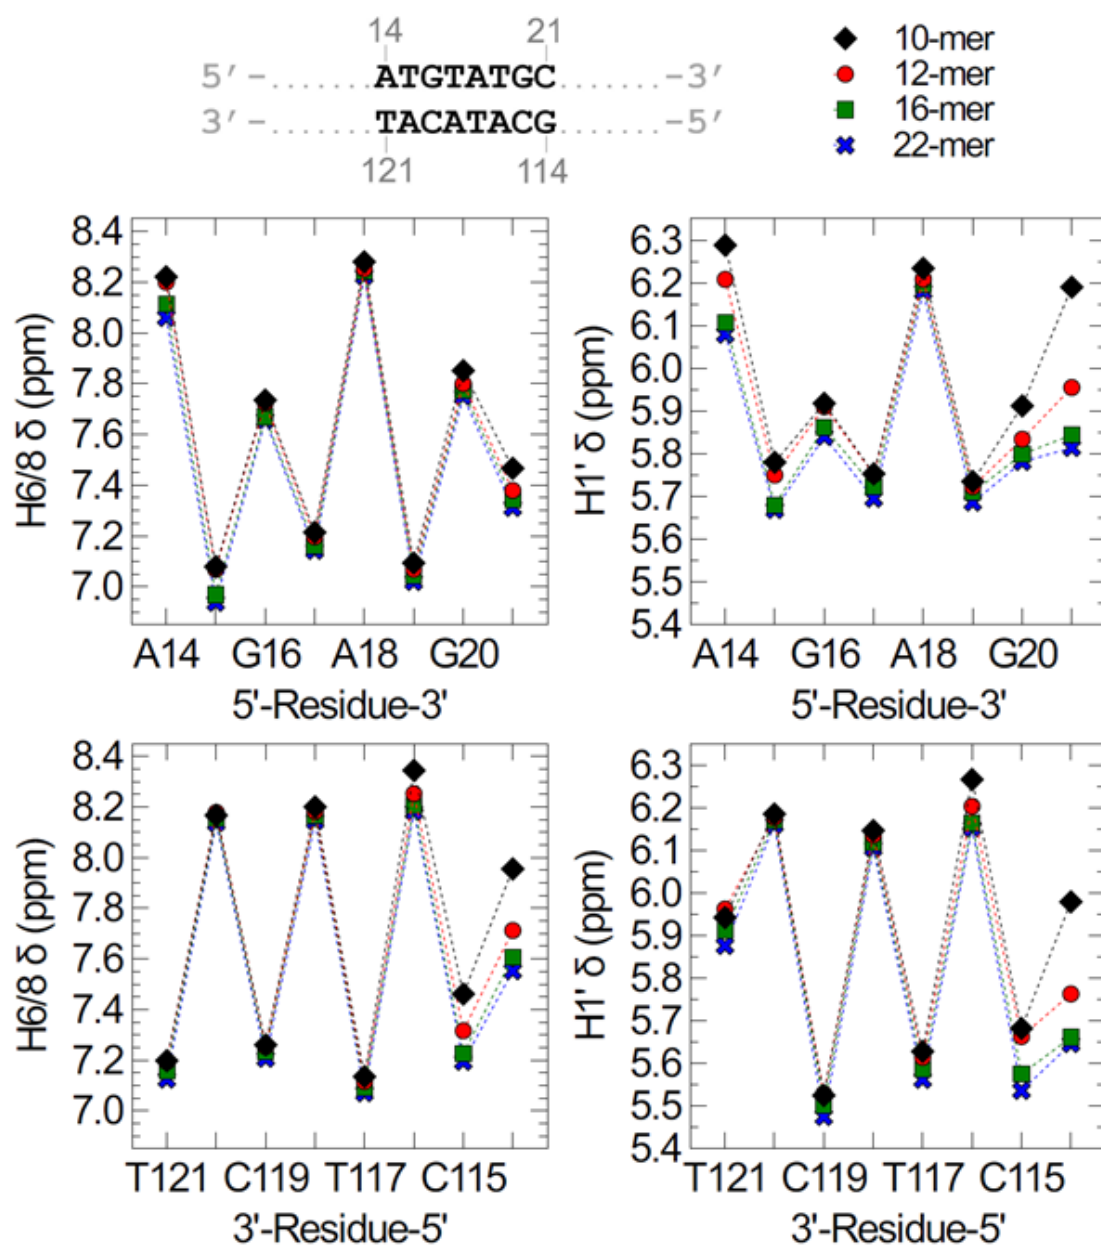 14 21
5′-.......ATGTATGC.......-3′
3′-.......TACATACG.......-5′
121 114
10-mer
12-mer
16-mer
22-mer
8.4
8.2
8.0
7.8
7.6
7.4
7.2
7.0
H6/8 δ (ppm)
A14 G16 A18 G20
5'-Residue-3'
6.3
6.2
6.1
6.0
5.9
5.8
5.7
5.6
5.5
5.4
H1' δ (ppm)
A14 G16 A18 G20
5'-Residue-3'
8.4
8.2
8.0
7.8
7.6
7.4
7.2
7.0
H6/8 δ (ppm)
T121 C119 T117 C115
3'-Residue-5'
6.3
6.2
6.1
6.0
5.9
5.8
5.7
5.6
5.5
5.4
H1' δ (ppm)
T121 C119 T117 C115
3'-Residue-5'